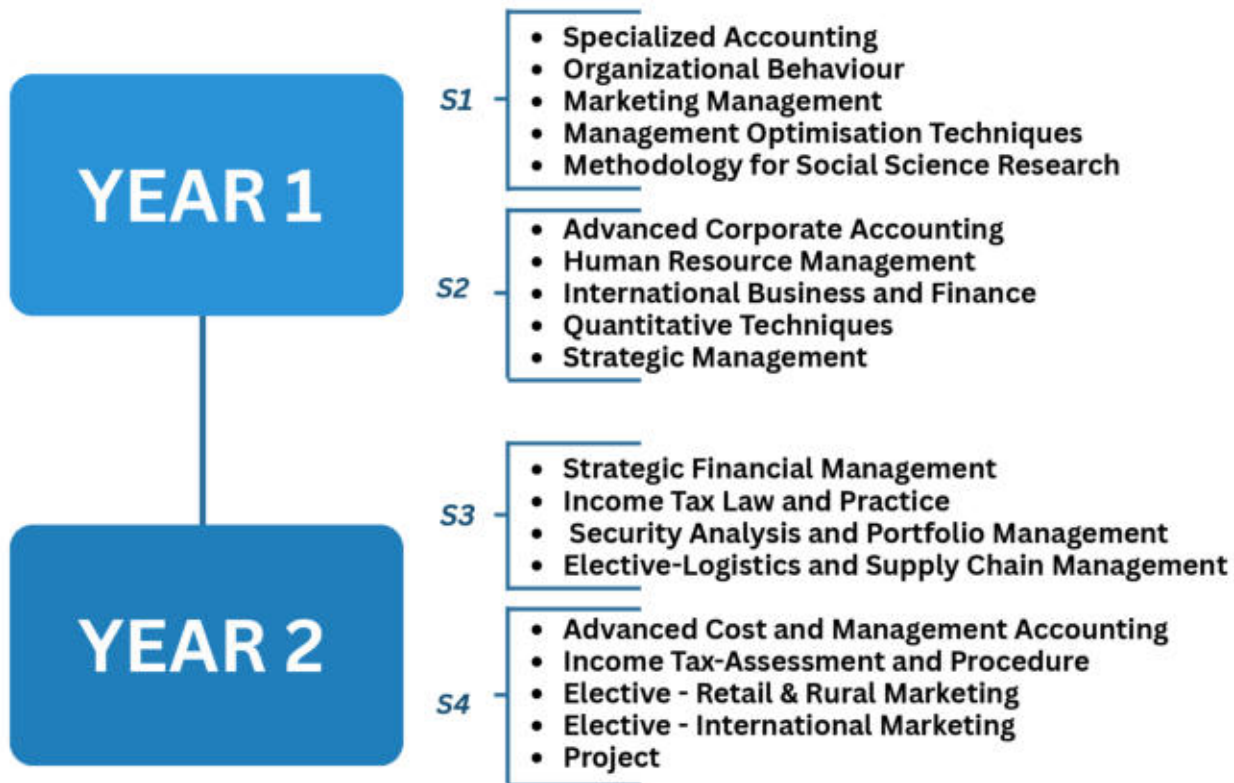 YEAR 1
S1
• Specialized Accounting
• Organizational Behaviour
• Marketing Management
• Management Optimisation Techniques
• Methodology for Social Science Research
S2
• Advanced Corporate Accounting
• Human Resource Management
• International Business and Finance
• Quantitative Techniques
• Strategic Management
YEAR 2
S3
• Strategic Financial Management
• Income Tax Law and Practice
• Security Analysis and Portfolio Management
• Elective-Logistics and Supply Chain Management
S4
• Advanced Cost and Management Accounting
• Income Tax-Assessment and Procedure
• Elective - Retail & Rural Marketing
• Elective - International Marketing
• Project